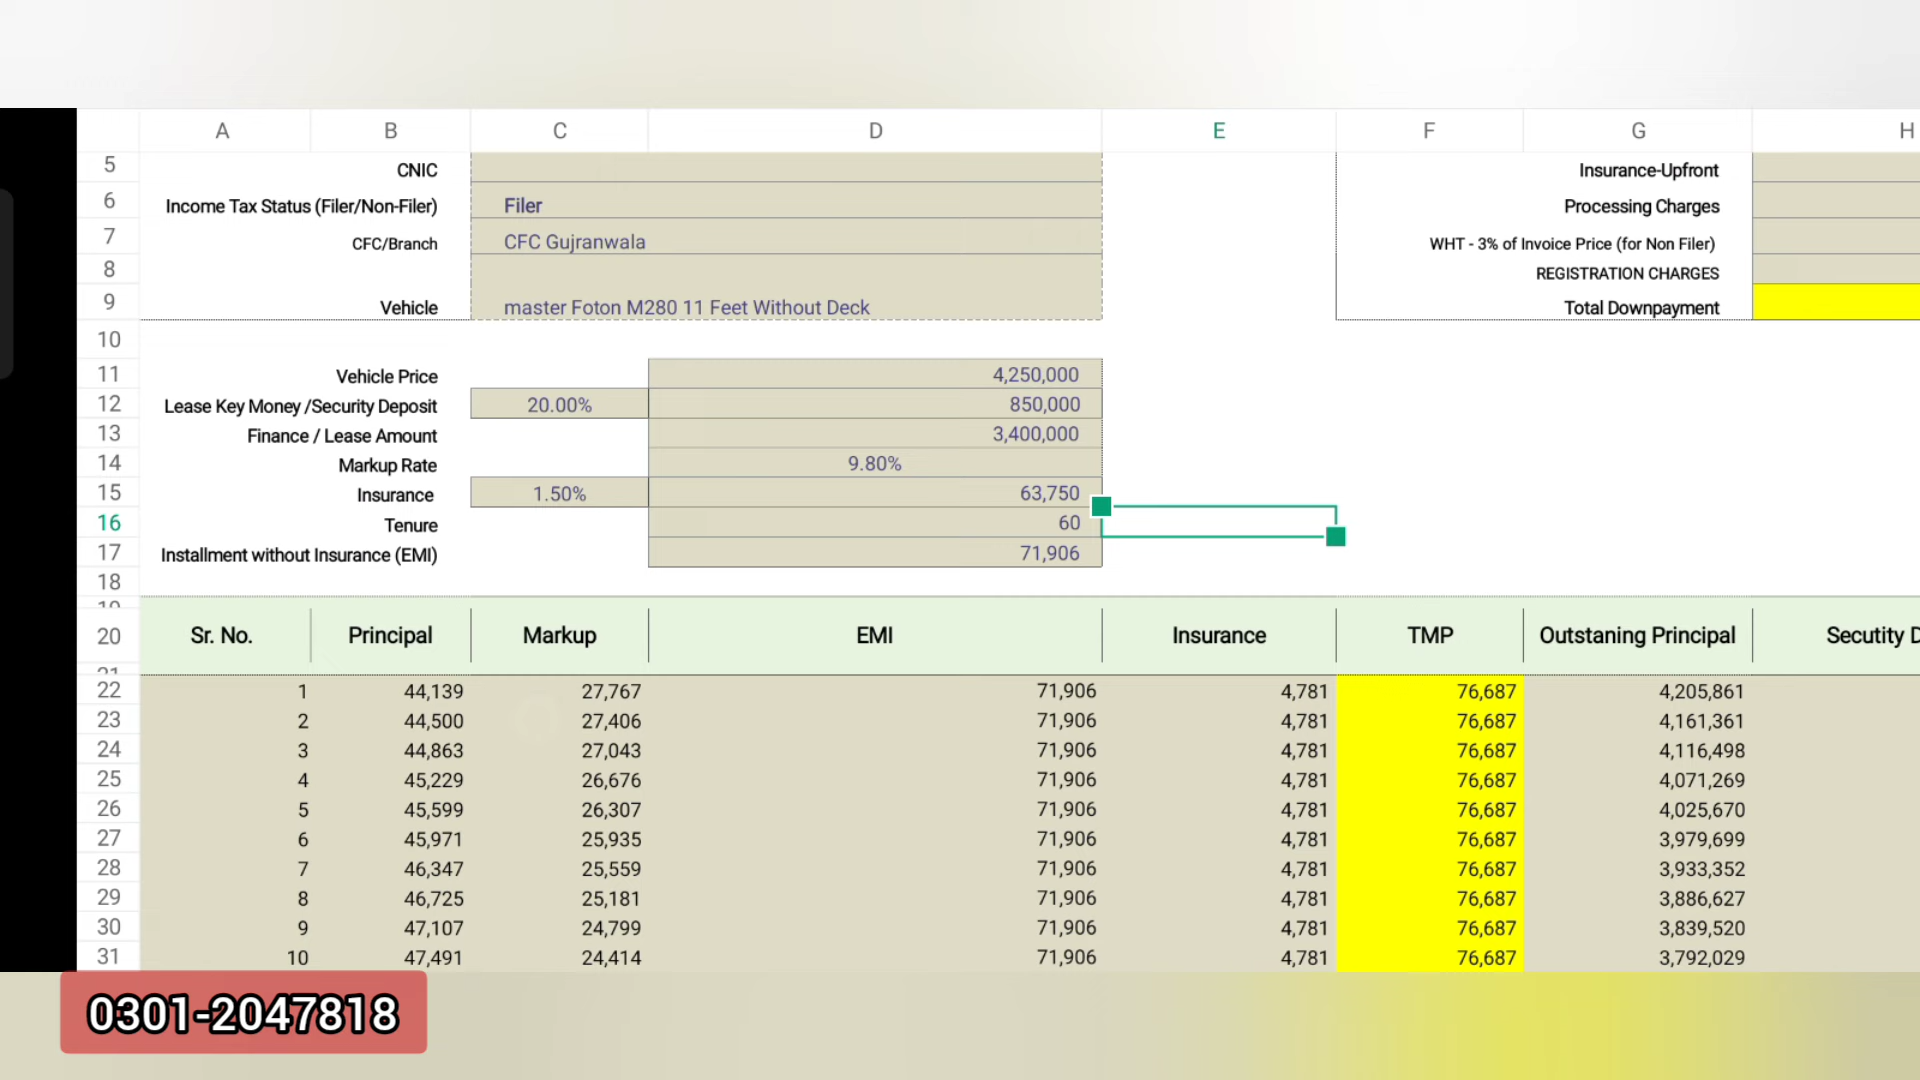 A B C D E F G H
5 CNIC Insurance-Upfront
6 Income Tax Status (Filer/Non-Filer) Filer Processing Charges
7 CFC/Branch CFC Gujranwala WHT - 3% of Invoice Price (for Non Filer)
8 REGISTRATION CHARGES
9 Vehicle master Foton M280 11 Feet Without Deck Total Downpayment
10
11 Vehicle Price 4,250,000
12 Lease Key Money /Security Deposit 20.00% 850,000
13 Finance / Lease Amount 3,400,000
14 Markup Rate 9.80%
15 Insurance 1.50% 63,750
16 Tenure 60
17 Installment without Insurance (EMI) 71,906
18
19
20 Sr. No. Principal Markup EMI Insurance TMP Outstaning Principal Secutity D
21
22 1 44,139 27,767 71,906 4,781 76,687 4,205,861
23 2 44,500 27,406 71,906 4,781 76,687 4,161,361
24 3 44,863 27,043 71,906 4,781 76,687 4,116,498
25 4 45,229 26,676 71,906 4,781 76,687 4,071,269
26 5 45,599 26,307 71,906 4,781 76,687 4,025,670
27 6 45,971 25,935 71,906 4,781 76,687 3,979,699
28 7 46,347 25,559 71,906 4,781 76,687 3,933,352
29 8 46,725 25,181 71,906 4,781 76,687 3,886,627
30 9 47,107 24,799 71,906 4,781 76,687 3,839,520
31 10 47,491 24,414 71,906 4,781 76,687 3,792,029
0301-2047818